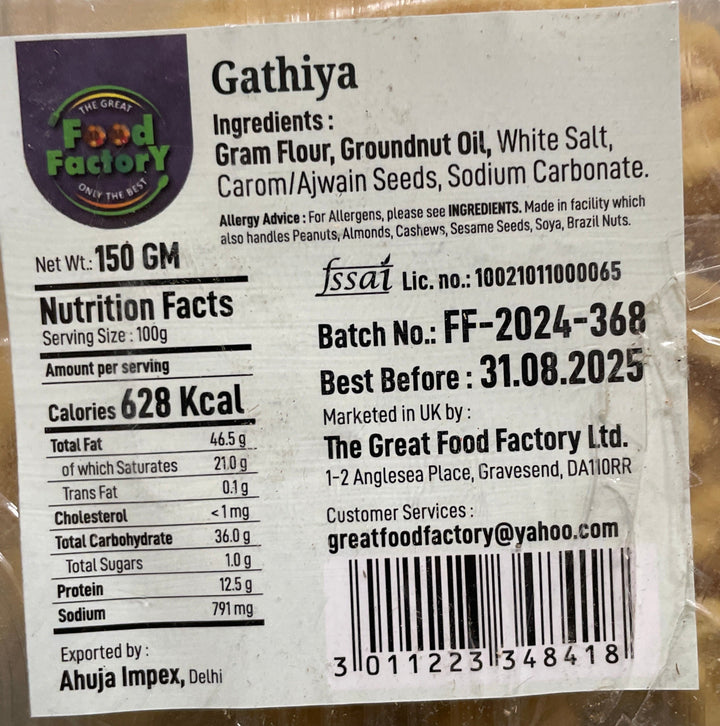 THE GREAT
Food
FactorY
ONLY THE BEST
Gathiya
Ingredients :
Gram Flour, Groundnut Oil, White Salt,
Carom/Ajwain Seeds, Sodium Carbonate.
Allergy Advice : For Allergens, please see INGREDIENTS. Made in facility which
also handles Peanuts, Almonds, Cashews, Sesame Seeds, Soya, Brazil Nuts.
Net Wt.: 150 GM
Nutrition Facts
Serving Size : 100g
Amount per serving
Calories 628 Kcal
Total Fat 46.5 g
of which Saturates 21.0 g
Trans Fat 0.1 g
Cholesterol <1 mg
Total Carbohydrate 36.0 g
Total Sugars 1.0 g
Protein 12.5 g
Sodium 791 mg
Exported by :
Ahuja Impex, Delhi
fssai Lic. no.: 10021011000065
Batch No.: FF-2024-368
Best Before : 31.08.2025
Marketed in UK by :
The Great Food Factory Ltd.
1-2 Anglesea Place, Gravesend, DA110RR
Customer Services :
greatfoodfactory@yahoo.com
3 011223 348418